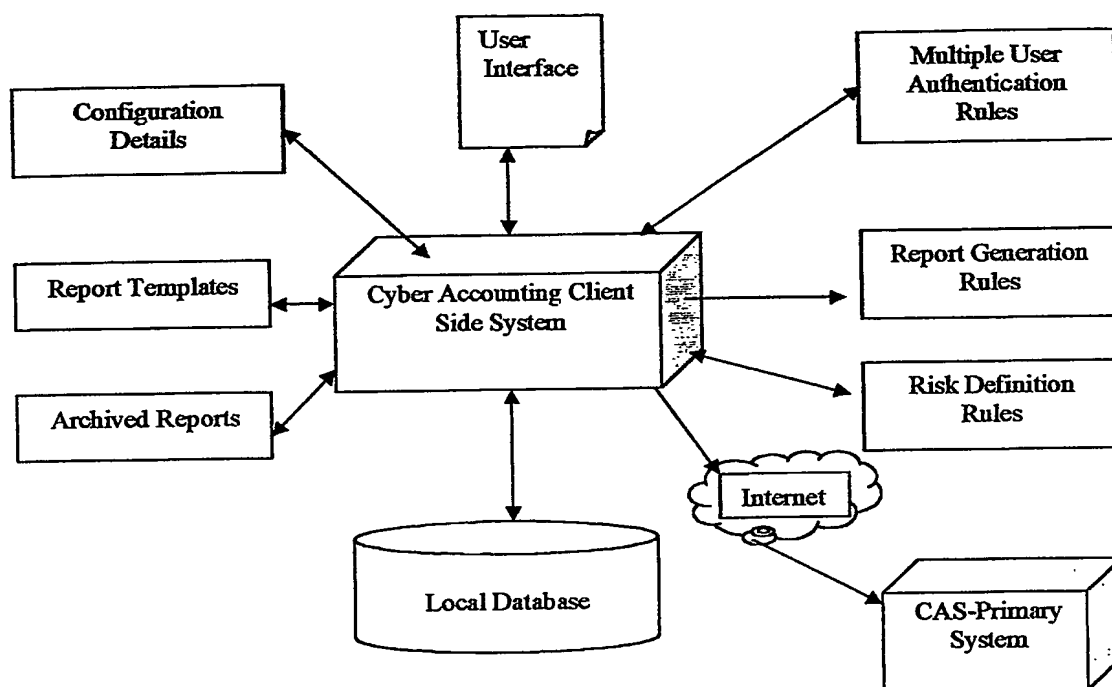 User
Interface
Multiple User
Authentication
Rules
Configuration
Details
Report Templates
Cyber Accounting Client
Side System
Report Generation
Rules
Archived Reports
Risk Definition
Rules
Internet
Local Database
CAS-Primary
System